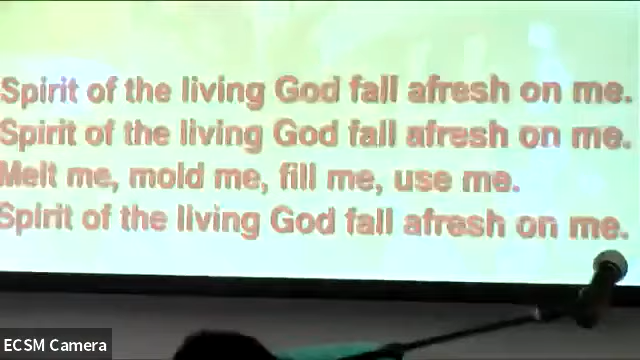 Spirit of the living God fall afresh on me.
Spirit of the living God fall afresh on me.
Melt me, mold me, fill me, use me.
Spirit of the living God fall afresh on me.
ECSM Camera